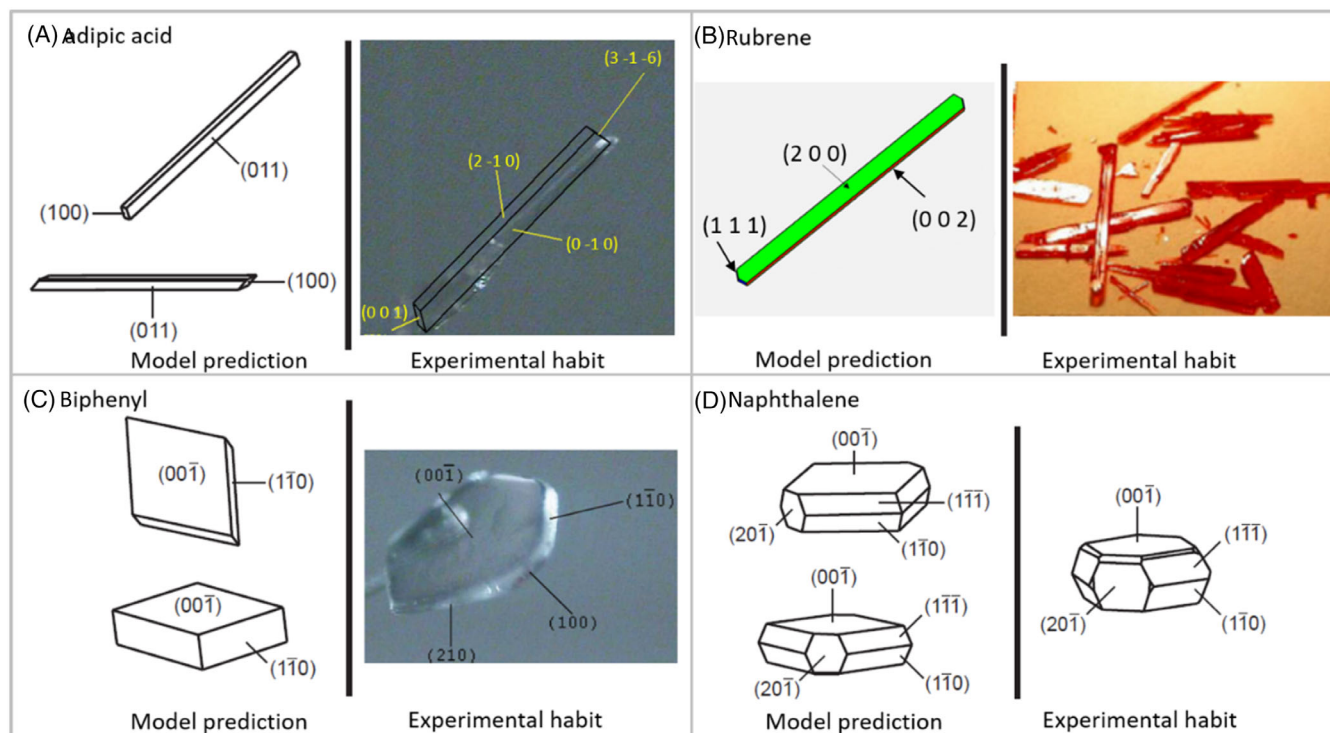 (A) Adipic acid
(011)
(100)
(100)
(011)
Model prediction
(3 -1 -6)
(2 -1 0)
(0 -1 0)
(0 0 1)
Experimental habit
(B) Rubrene
(2 0 0)
(1 1 1)
(0 0 2)
Model prediction
Experimental habit
(C) Biphenyl
(001̅)
(11̅0)
(001̅)
(11̅0)
Model prediction
(001̅)
(11̅0)
(100)
(210)
Experimental habit
(D) Naphthalene
(001̅)
(11̅1̅)
(201̅)
(11̅0)
(001̅)
(11̅1̅)
(201̅)
(11̅0)
Model prediction
(001̅)
(11̅1̅)
(201̅)
(11̅0)
Experimental habit